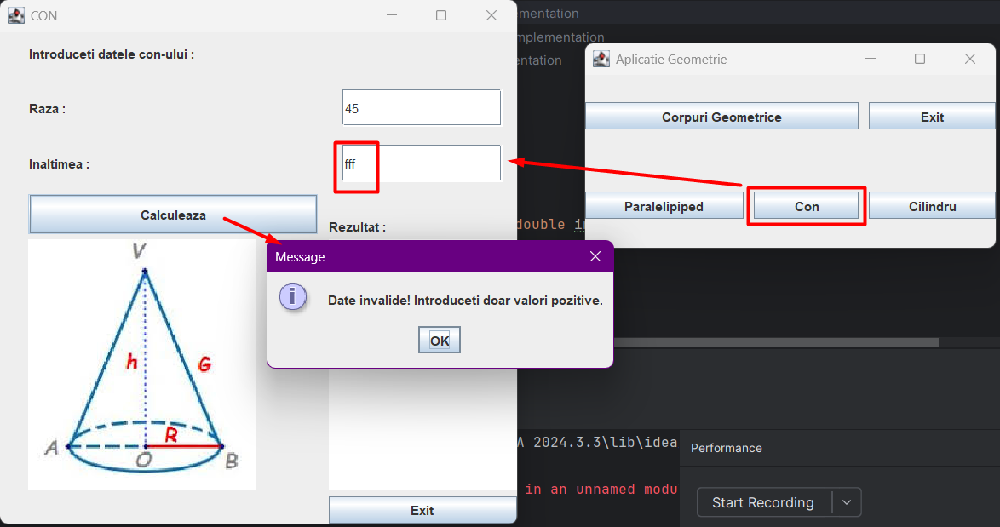 CON
Introduceti datele con-ului :
Raza :
45
Inaltimea :
fff
Calculeaza
Rezultat :
V
h
G
R
A
O
B
Exit
Message
Date invalide! Introduceti doar valori pozitive.
OK
Aplicatie Geometrie
Corpuri Geometrice
Exit
Paralelipiped
Con
Cilindru
mentation
mplementation
entation
double
A 2024.3.3\lib\idea
in an unnamed modu
Performance
Start Recording